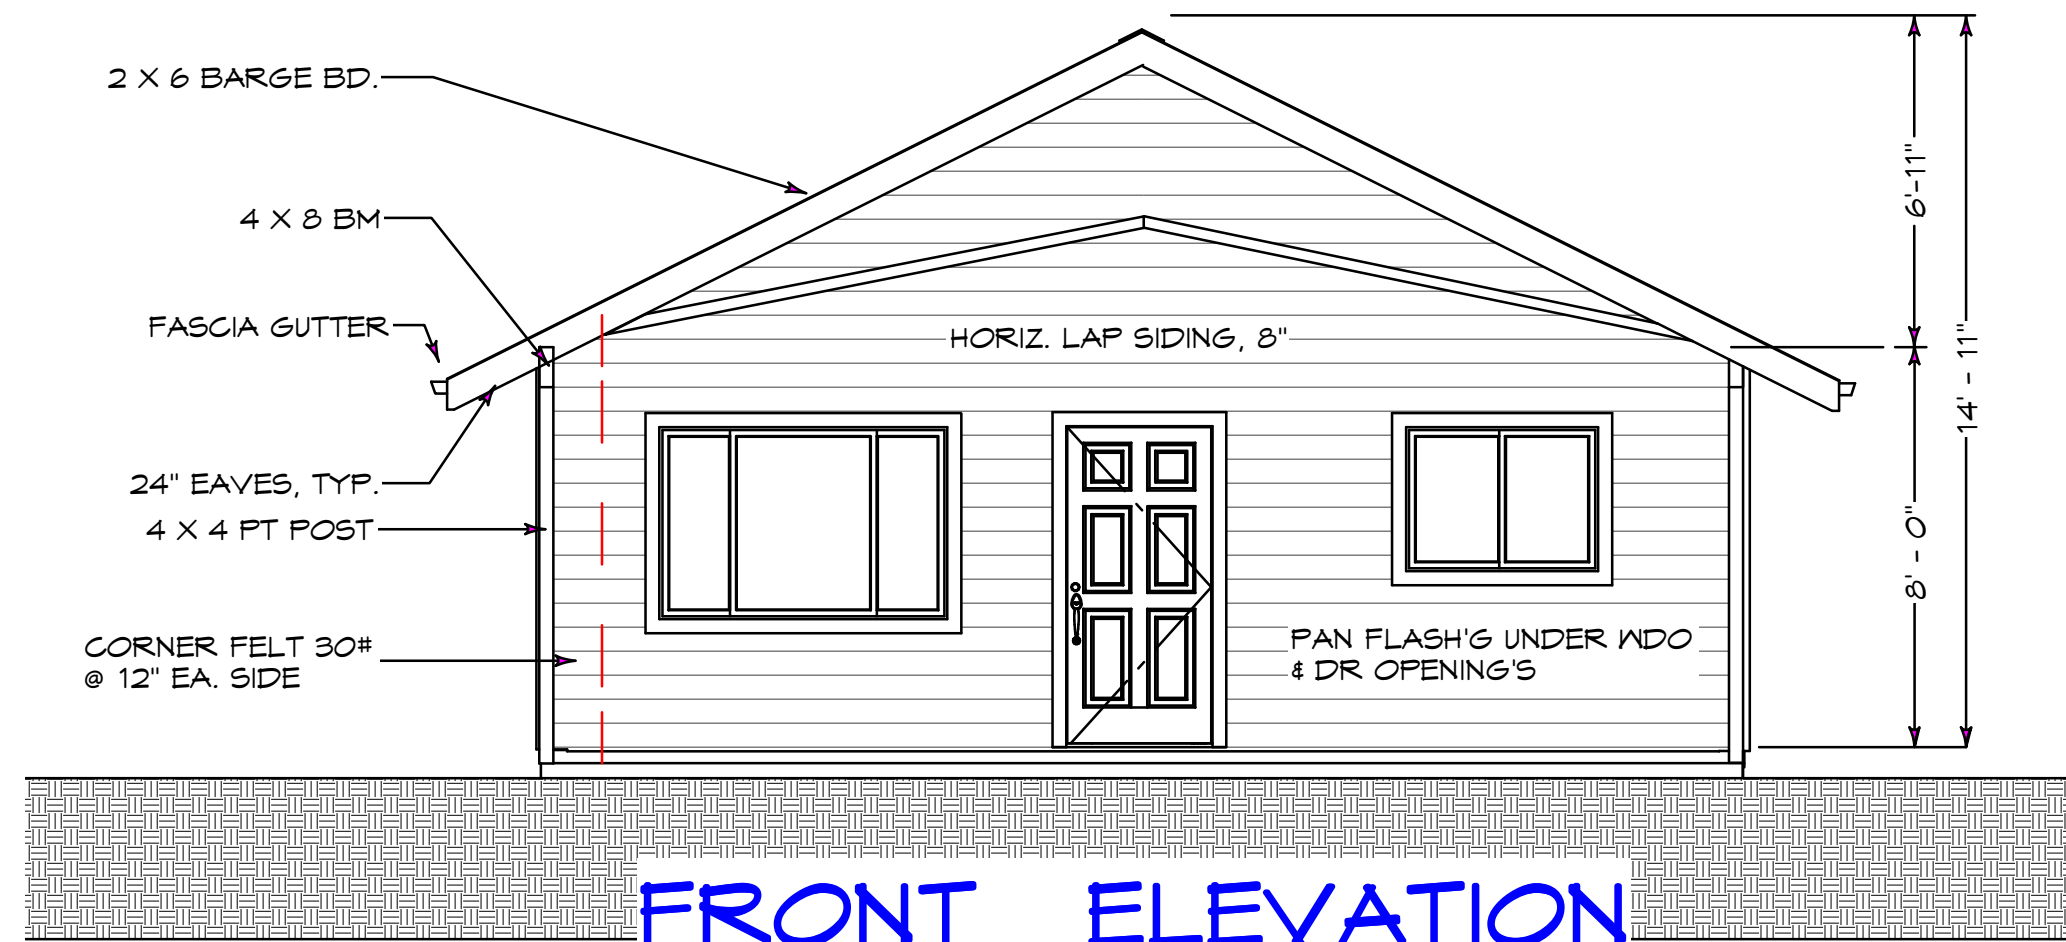 2 X 6 BARGE BD.
4 X 8 BM
FASCIA GUTTER
24" EAVES, TYP.
4 X 4 PT POST
CORNER FELT 30#
@ 12" EA. SIDE
HORIZ. LAP SIDING, 8"
PAN FLASH'G UNDER WDO
& DR OPENING'S
6'-11"
8' - 0"
14' - 11"
FRONT ELEVATION